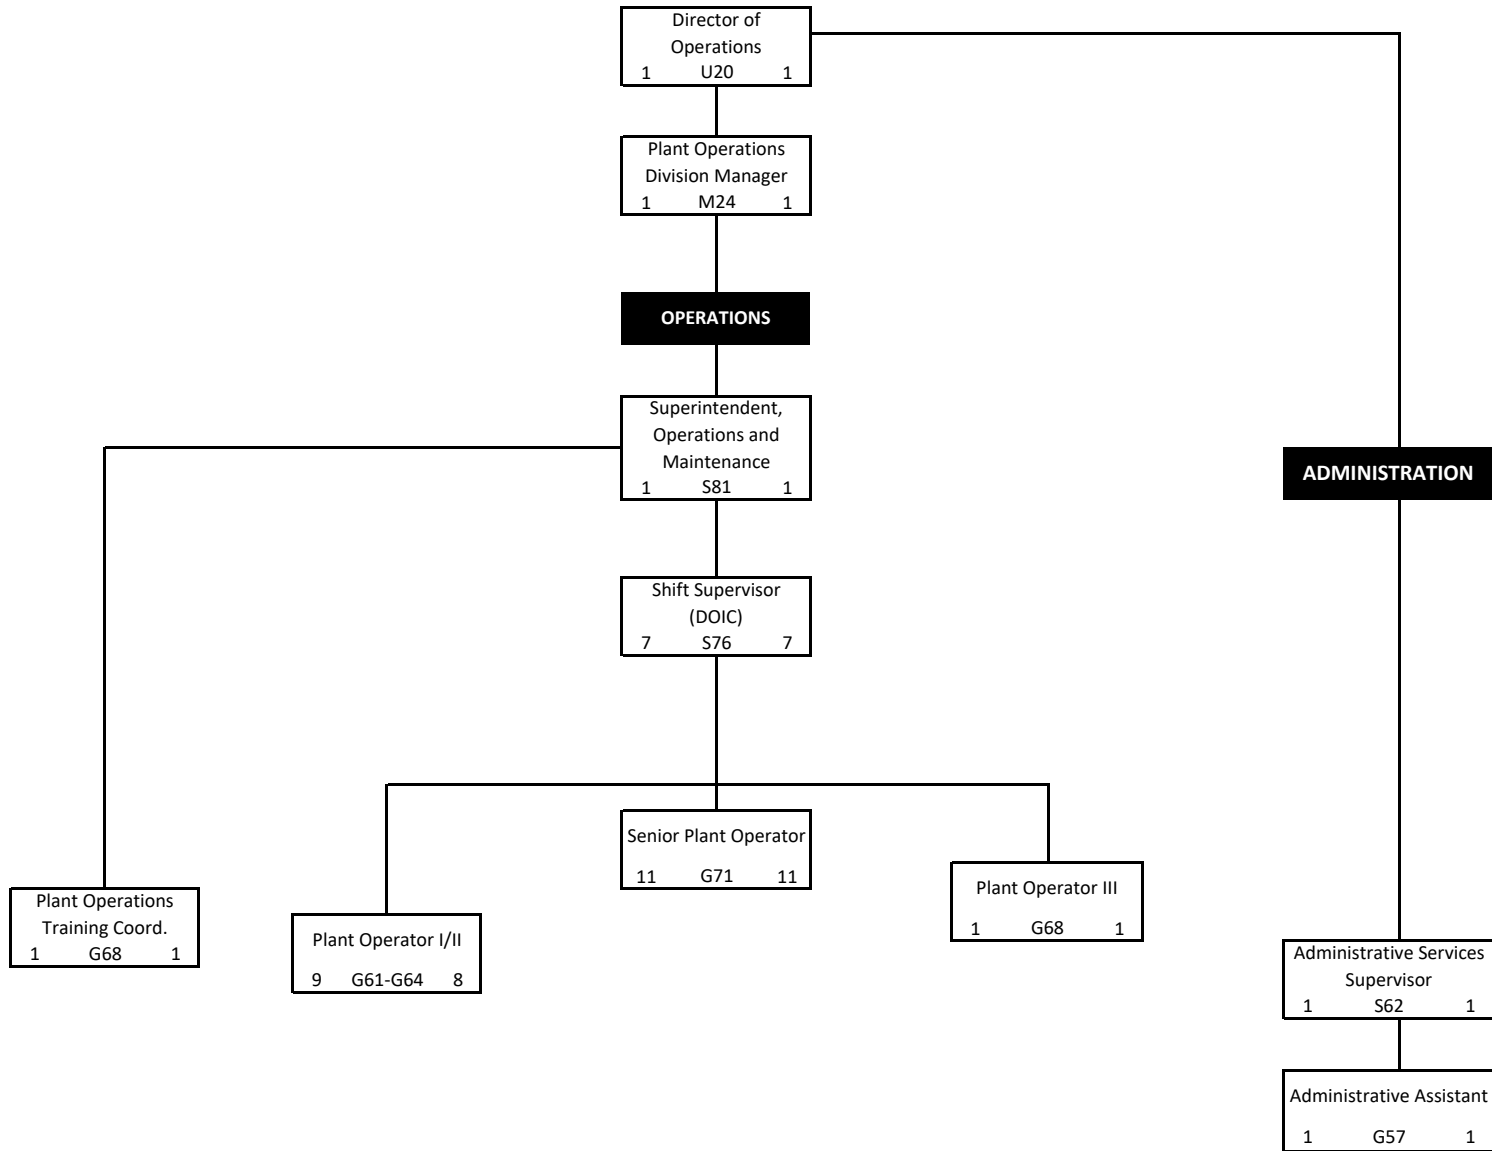 Director of
Operations
1 U20 1
Plant Operations
Division Manager
1 M24 1
OPERATIONS
Superintendent,
Operations and
Maintenance
1 S81 1
ADMINISTRATION
Shift Supervisor
(DOIC)
7 S76 7
Senior Plant Operator
11 G71 11
Plant Operations
Training Coord.
1 G68 1
Plant Operator I/II
9 G61-G64 8
Plant Operator III
1 G68 1
Administrative Services
Supervisor
1 S62 1
Administrative Assistant
1 G57 1